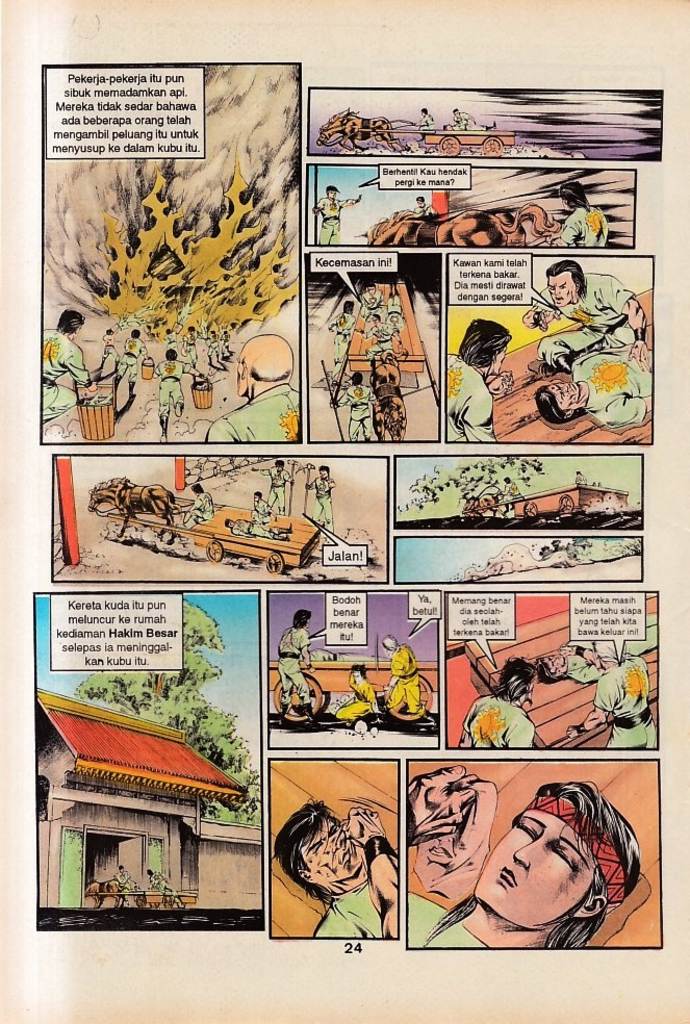 Pekerja-pekerja itu pun
sibuk memadamkan api.
Mereka tidak sedar bahawa
ada beberapa orang telah
mengambil peluang itu untuk
menyusup ke dalam kubu itu.
Berhenti! Kau hendak
pergi ke mana?
Kecemasan ini!
Kawan kami telah
terkena bakar.
Dia mesti dirawat
dengan segera!
Jalan!
Kereta kuda itu pun
meluncur ke rumah
kediaman Hakim Besar
selepas ia meninggal-
kan kubu itu.
Bodoh
benar
mereka
itu!
Ya,
betul!
Memang benar
dia seolah-
oleh telah
terkena bakar!
Mereka masih
belum tahu siapa
yang telah kita
bawa keluar ini!
24